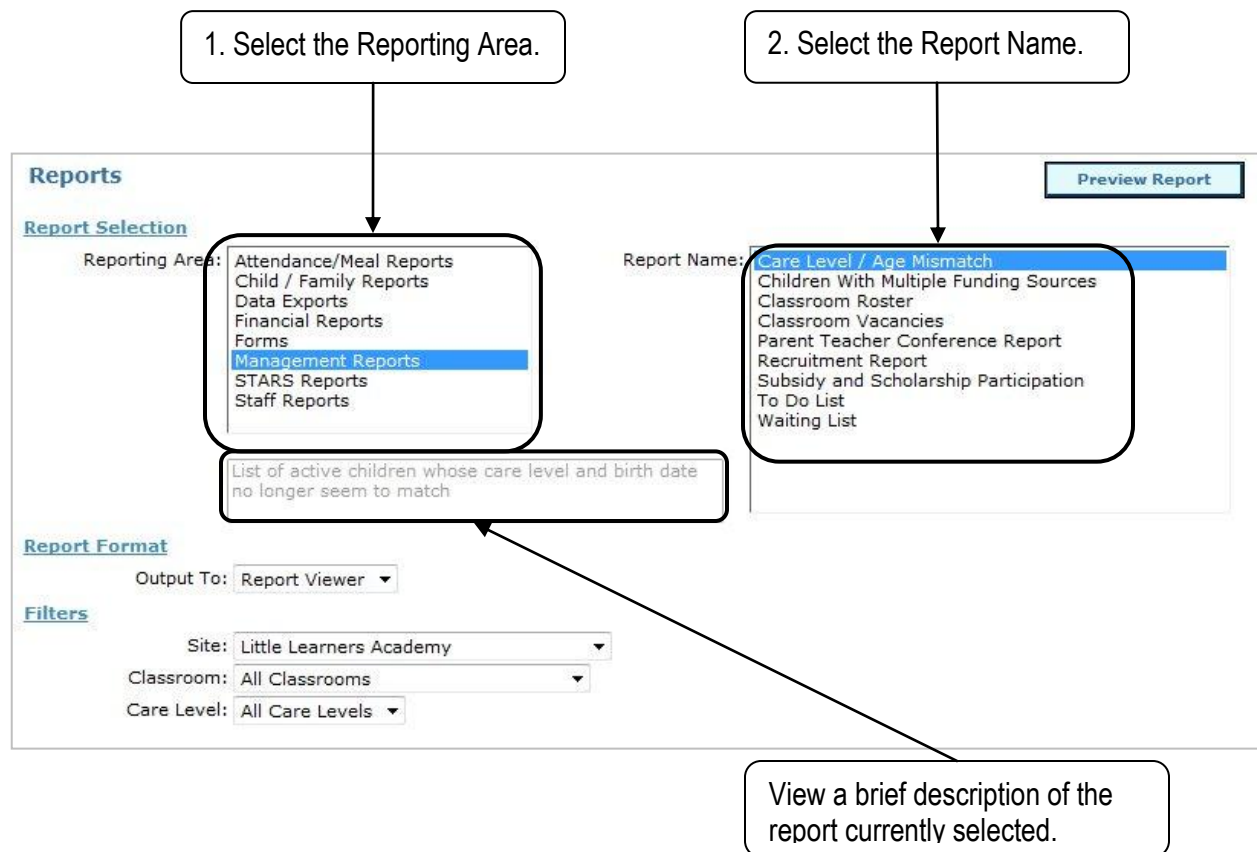 1. Select the Reporting Area.
2. Select the Report Name.
Reports
Preview Report
Report Selection
Reporting Area:
Attendance/Meal Reports
Child / Family Reports
Data Exports
Financial Reports
Forms
Management Reports
STARS Reports
Staff Reports
Report Name:
Care Level / Age Mismatch
Children With Multiple Funding Sources
Classroom Roster
Classroom Vacancies
Parent Teacher Conference Report
Recruitment Report
Subsidy and Scholarship Participation
To Do List
Waiting List
List of active children whose care level and birth date
no longer seem to match
Report Format
Output To: Report Viewer
Filters
Site: Little Learners Academy
Classroom: All Classrooms
Care Level: All Care Levels
View a brief description of the
report currently selected.